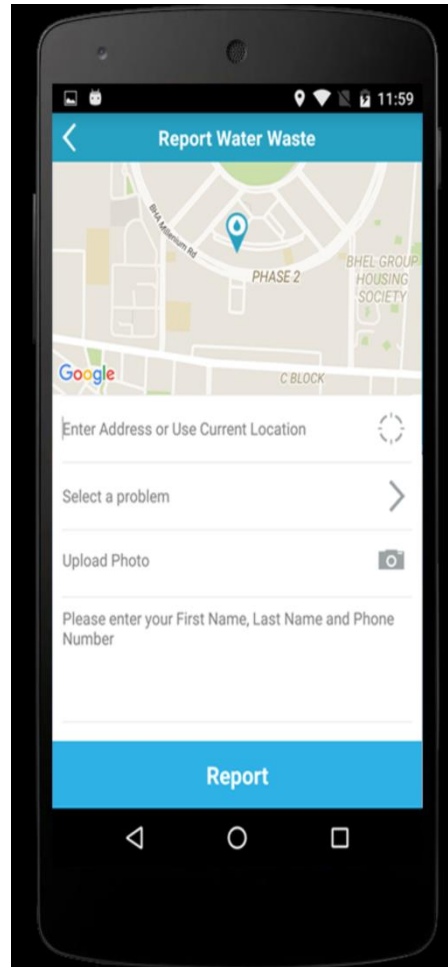 11:59
Report Water Waste
BHA Millenium Rd
PHASE 2
BHEL GROUP
HOUSING
SOCIETY
Google
C BLOCK
Enter Address or Use Current Location
Select a problem
Upload Photo
Please enter your First Name, Last Name and Phone
Number
Report